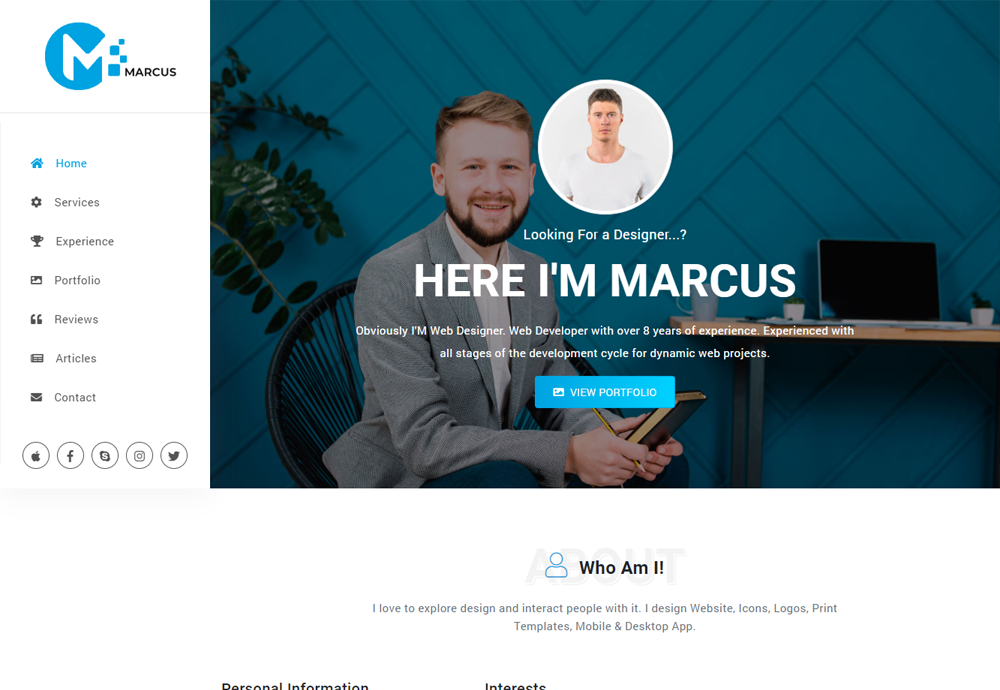 MARCUS
Home
Services
Experience
Portfolio
Reviews
Articles
Contact
Looking For a Designer...?
HERE I'M MARCUS
Obviously I'M Web Designer. Web Developer with over 8 years of experience. Experienced with
all stages of the development cycle for dynamic web projects.
VIEW PORTFOLIO
ABOUT
Who Am I!
I love to explore design and interact people with it. I design Website, Icons, Logos, Print
Templates, Mobile & Desktop App.
Personal Information
Interests